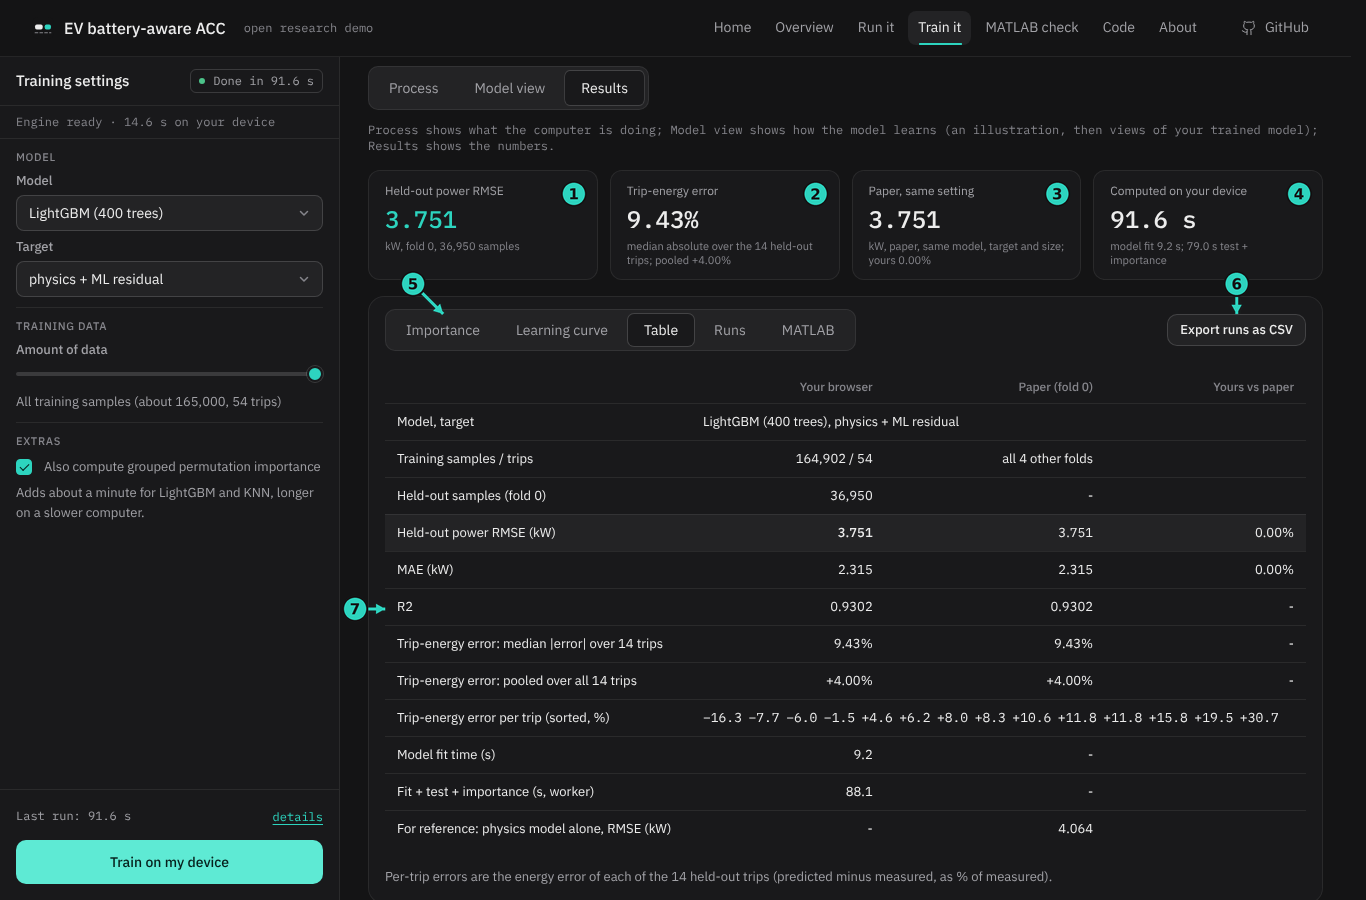 EV battery-aware ACC open research demo Home Overview Run it Train it MATLAB check Code About GitHub
Training settings Done in 91.6 s
Engine ready · 14.6 s on your device
MODEL
Model
LightGBM (400 trees)
Target
physics + ML residual
TRAINING DATA
Amount of data
All training samples (about 165,000, 54 trips)
EXTRAS
Also compute grouped permutation importance
Adds about a minute for LightGBM and KNN, longer
on a slower computer.
Last run: 91.6 s details
Train on my device
Process Model view Results
Process shows what the computer is doing; Model view shows how the model learns (an illustration, then views of your trained model);
Results shows the numbers.
Held-out power RMSE 1
3.751
kW, fold 0, 36,950 samples
Trip-energy error 2
9.43%
median absolute over the 14 held-out
trips; pooled +4.00%
Paper, same setting 3
3.751
kW, paper, same model, target and size;
yours 0.00%
Computed on your device 4
91.6 s
model fit 9.2 s; 79.0 s test +
importance
5 6
Importance Learning curve Table Runs MATLAB Export runs as CSV
Your browser Paper (fold 0) Yours vs paper
Model, target LightGBM (400 trees), physics + ML residual
Training samples / trips 164,902 / 54 all 4 other folds
Held-out samples (fold 0) 36,950 -
Held-out power RMSE (kW) 3.751 3.751 0.00%
MAE (kW) 2.315 2.315 0.00%
7 R2 0.9302 0.9302 -
Trip-energy error: median |error| over 14 trips 9.43% 9.43% -
Trip-energy error: pooled over all 14 trips +4.00% +4.00% -
Trip-energy error per trip (sorted, %) −16.3 −7.7 −6.0 −1.5 +4.6 +6.2 +8.0 +8.3 +10.6 +11.8 +11.8 +15.8 +19.5 +30.7
Model fit time (s) 9.2 -
Fit + test + importance (s, worker) 88.1 -
For reference: physics model alone, RMSE (kW) - 4.064
Per-trip errors are the energy error of each of the 14 held-out trips (predicted minus measured, as % of measured).